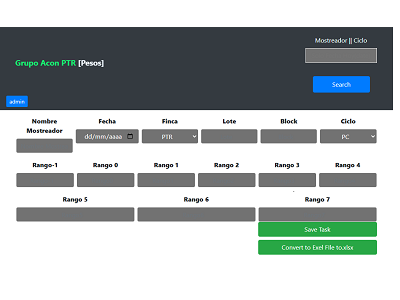 Mostreador || Ciclo
Grupo Acon PTR [Pesos]
Search
admin
Nombre Mostreador
Fecha
Finca
Lote
Block
Ciclo
dd/mm/aaaa
PTR
PC
Rango-1
Rango 0
Rango 1
Rango 2
Rango 3
Rango 4
Rango 5
Rango 6
Rango 7
Save Task
Convert to Exel File to.xlsx